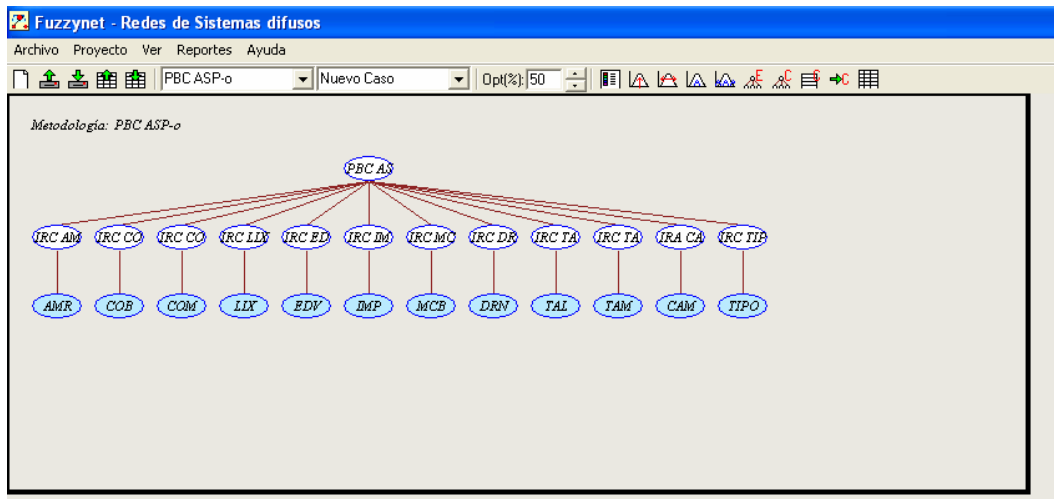 Fuzzynet - Redes de Sistemas difusos
Archivo Proyecto Ver Reportes Ayuda
PBC ASP-o Nuevo Caso Opt(%): 50
Metodología: PBC ASP-o
PBC AS
IRC AM IRC CO IRC CO IRC LIX IRC ED IRC IM IRC MC IRC DR IRC TA IRC TA IRA CA IRC TIP
AMR COB COM LIX EDV IMP MCB DRN TAL TAM CAM TIPO